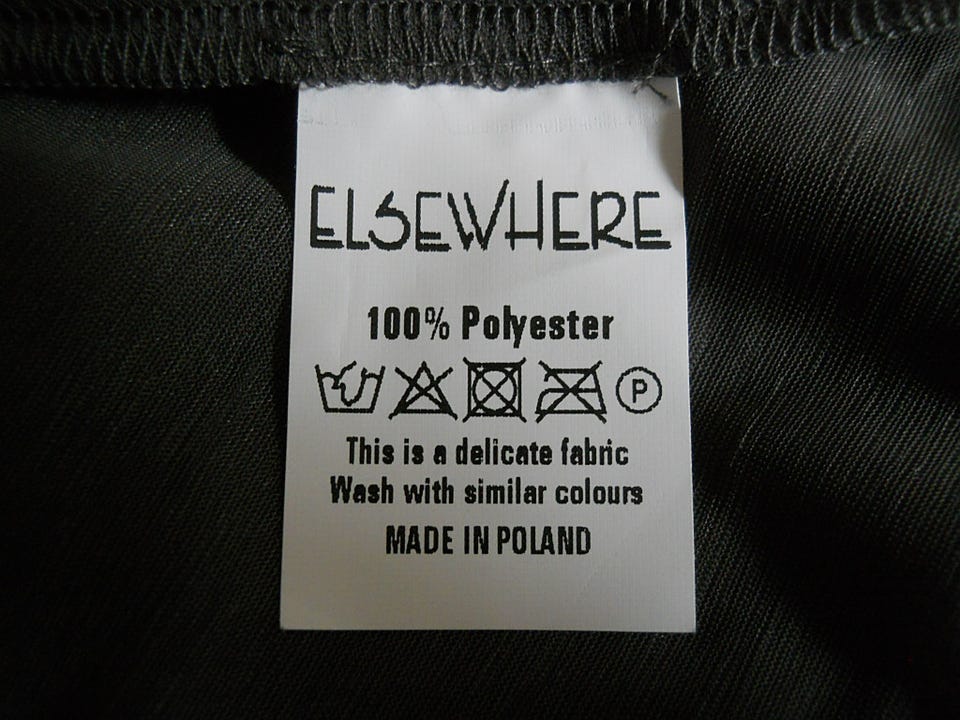 ELSEWHERE
100% Polyester
P
This is a delicate fabric
Wash with similar colours
MADE IN POLAND